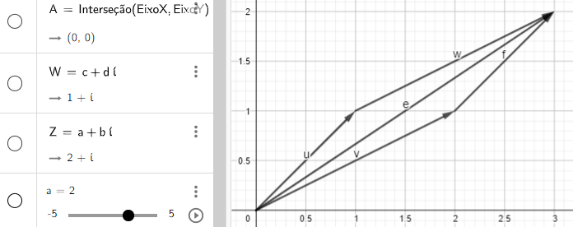 A = Interseção(EixoX, EixoY)
→ (0, 0)
W = c + d í
→ 1 + í
Z = a + b í
→ 2 + í
a = 2
-5 5
2
1.5
1
0.5
0 0.5 1 1.5 2 2.5 3
w
f
e
u
v